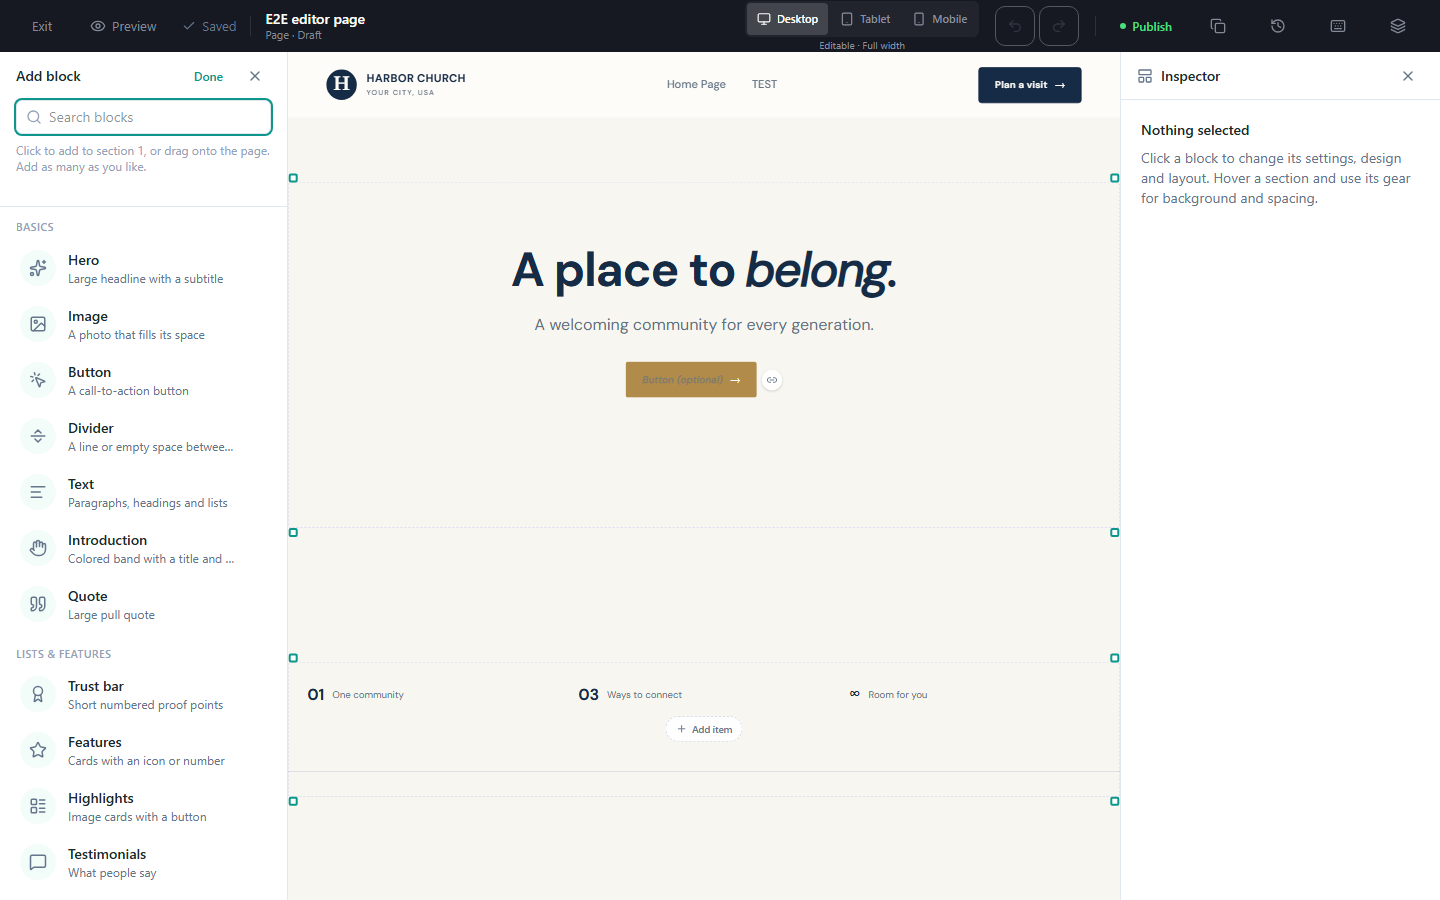 Exit
Preview
Saved
E2E editor page
Page · Draft
Desktop
Tablet
Mobile
Editable · Full width
Publish
Add block
Done
Search blocks
Click to add to section 1, or drag onto the page.
Add as many as you like.
BASICS
Hero
Large headline with a subtitle
Image
A photo that fills its space
Button
A call-to-action button
Divider
A line or empty space betwee...
Text
Paragraphs, headings and lists
Introduction
Colored band with a title and ...
Quote
Large pull quote
LISTS & FEATURES
Trust bar
Short numbered proof points
Features
Cards with an icon or number
Highlights
Image cards with a button
Testimonials
What people say
H
HARBOR CHURCH
YOUR CITY, USA
Home Page
TEST
Plan a visit →
A place to belong.
A welcoming community for every generation.
Button (optional) →
01 One community
03 Ways to connect
∞ Room for you
+ Add item
Inspector
Nothing selected
Click a block to change its settings, design
and layout. Hover a section and use its gear
for background and spacing.